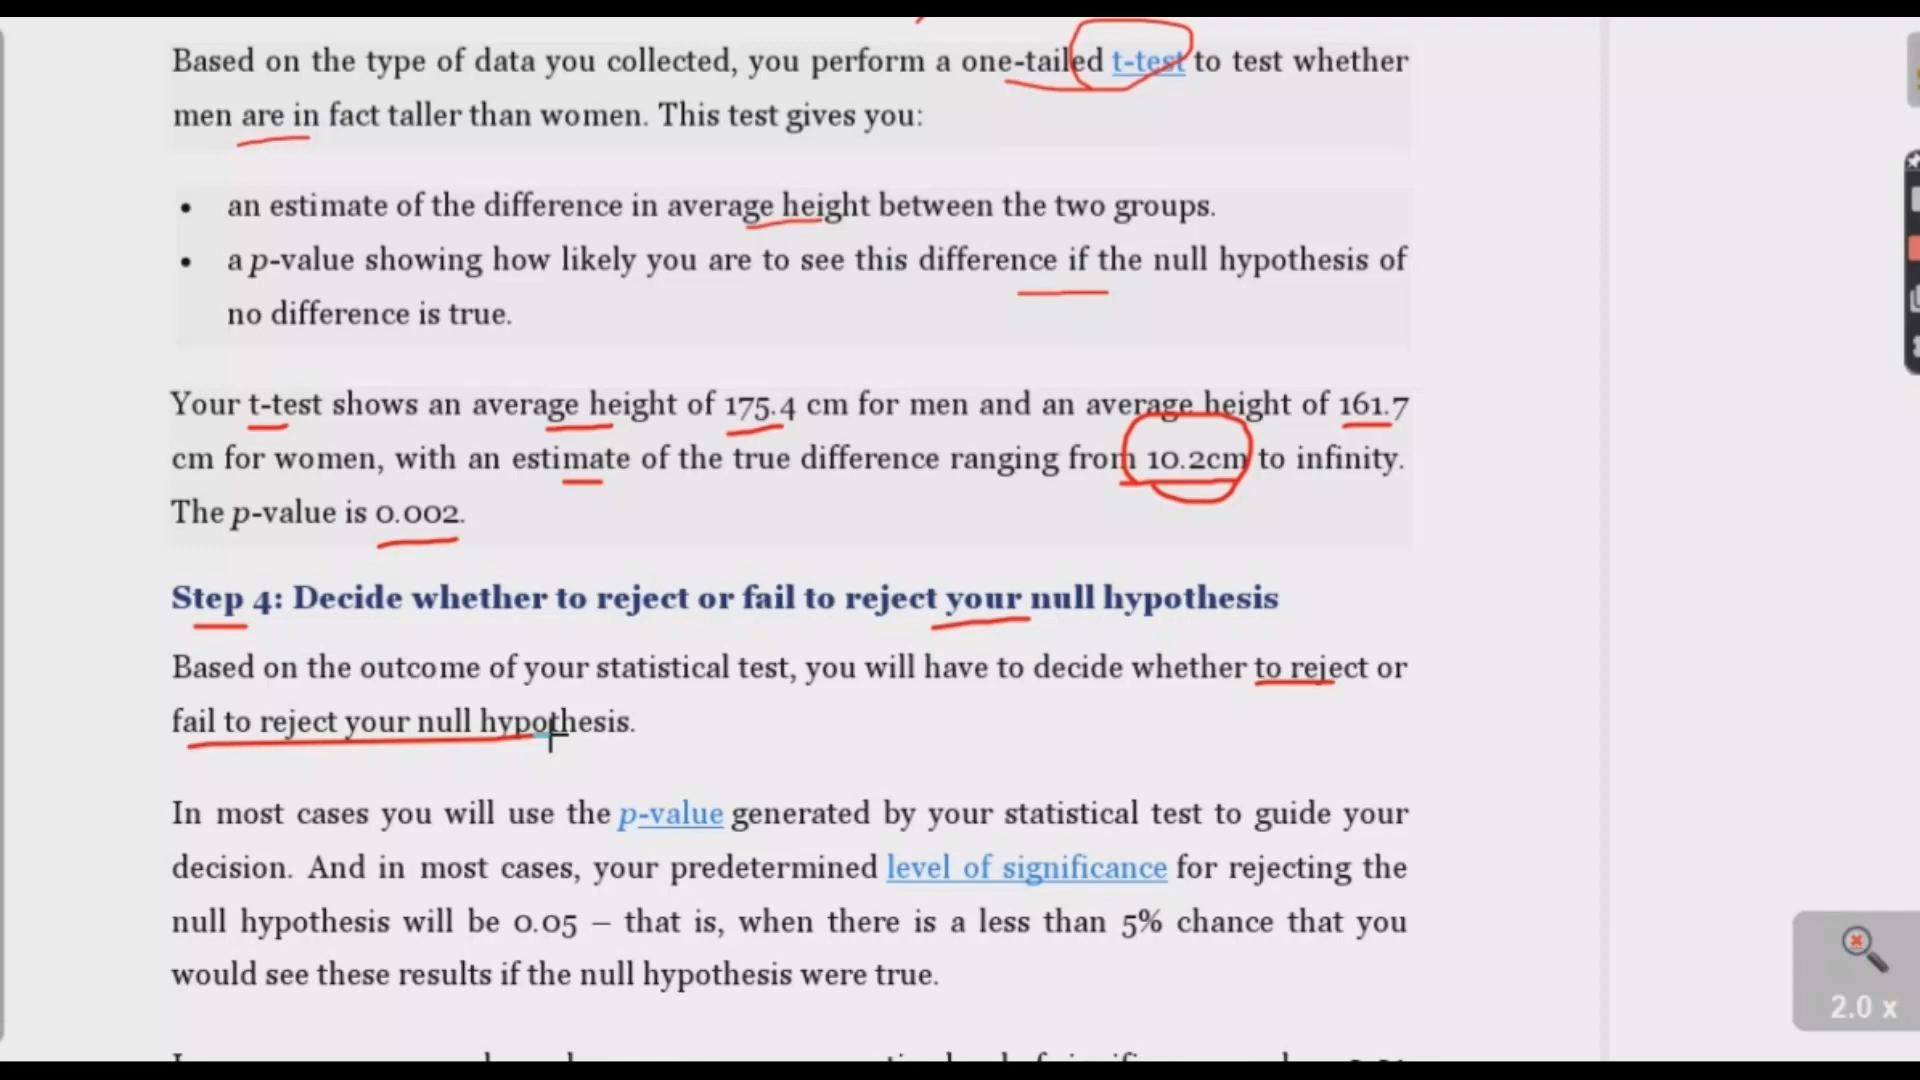 Based on the type of data you collected, you perform a one-tailed t-test to test whether
men are in fact taller than women. This test gives you:
• an estimate of the difference in average height between the two groups.
• a p-value showing how likely you are to see this difference if the null hypothesis of
no difference is true.
Your t-test shows an average height of 175.4 cm for men and an average height of 161.7
cm for women, with an estimate of the true difference ranging from 10.2cm to infinity.
The p-value is 0.002.
Step 4: Decide whether to reject or fail to reject your null hypothesis
Based on the outcome of your statistical test, you will have to decide whether to reject or
fail to reject your null hypothesis.
In most cases you will use the p-value generated by your statistical test to guide your
decision. And in most cases, your predetermined level of significance for rejecting the
null hypothesis will be 0.05 – that is, when there is a less than 5% chance that you
would see these results if the null hypothesis were true.
2.0 x